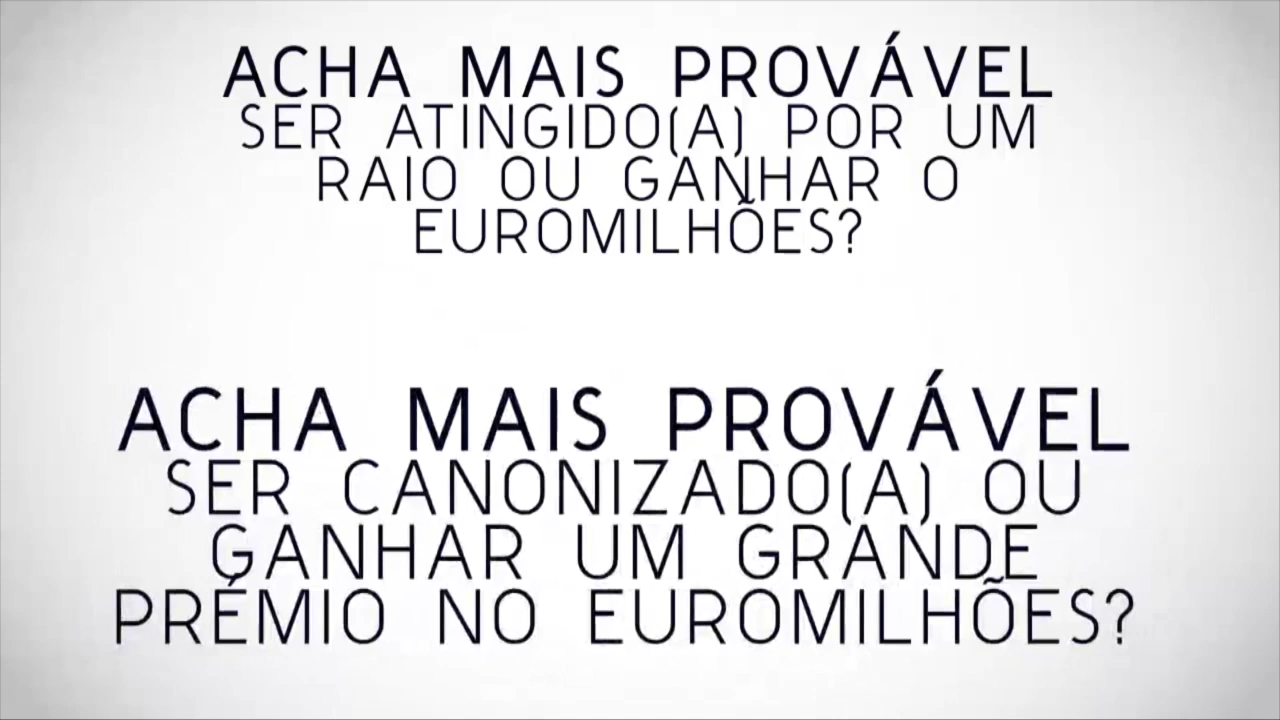 ACHA MAIS PROVÁVEL
SER ATINGIDO(A) POR UM
RAIO OU GANHAR O
EUROMILHÕES?
ACHA MAIS PROVÁVEL
SER CANONIZADO(A) OU
GANHAR UM GRANDE
PRÉMIO NO EUROMILHÕES?